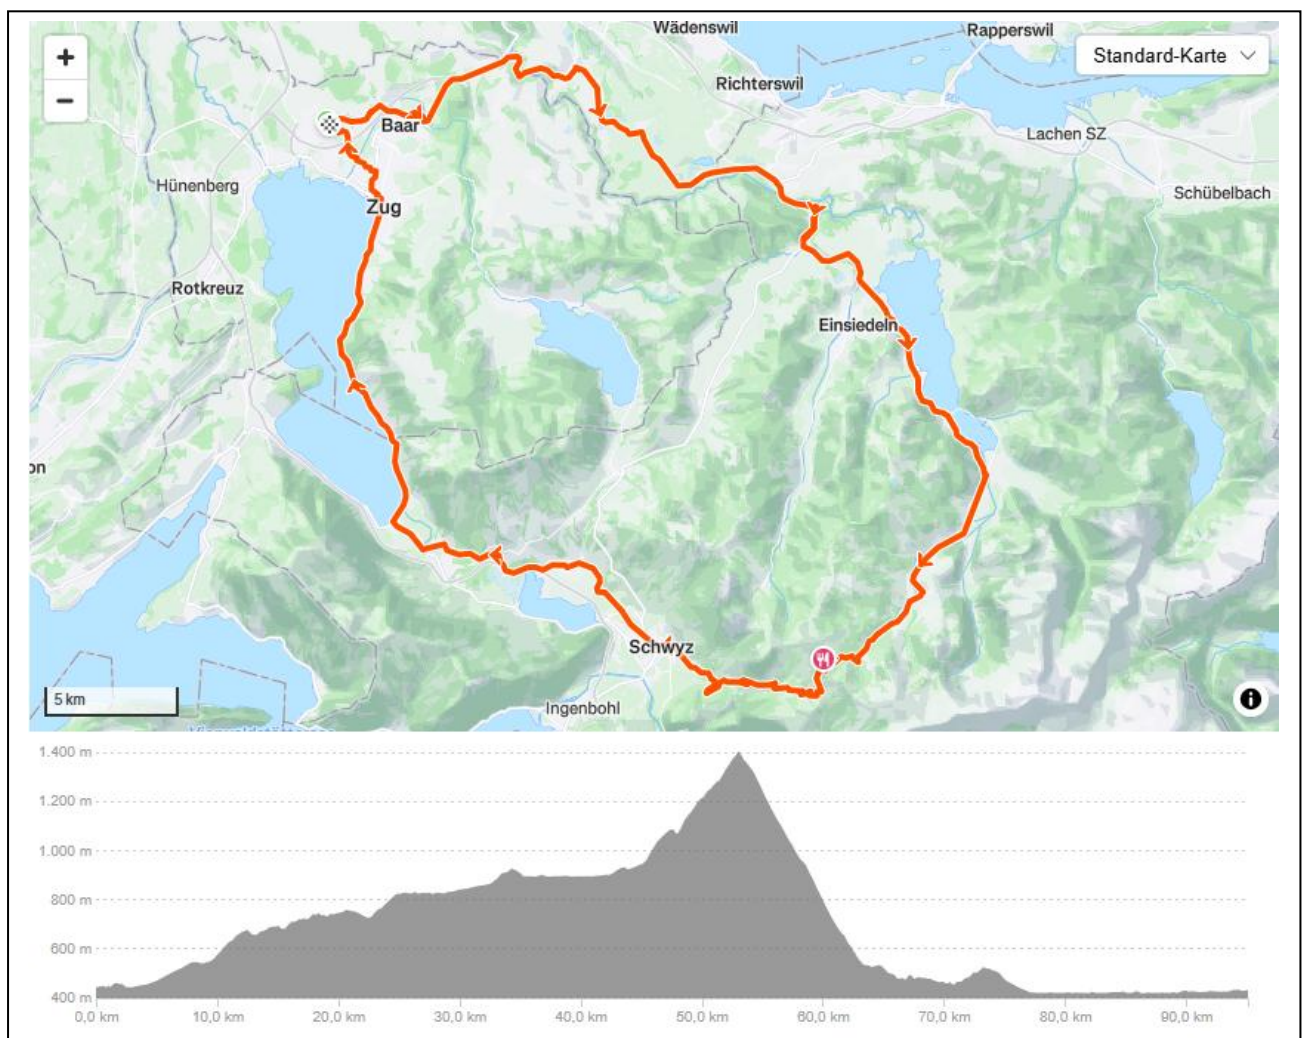 Wädenswil
Rapperswil
+
Standard-Karte
Richterswil
−
Baar
Lachen SZ
Hünenberg
Schübelbach
Zug
Rotkreuz
Einsiedeln
on
Schwyz
5 km
Ingenbohl
1.400 m
1.200 m
1.000 m
800 m
600 m
400 m
0,0 km 10,0 km 20,0 km 30,0 km 40,0 km 50,0 km 60,0 km 70,0 km 80,0 km 90,0 km